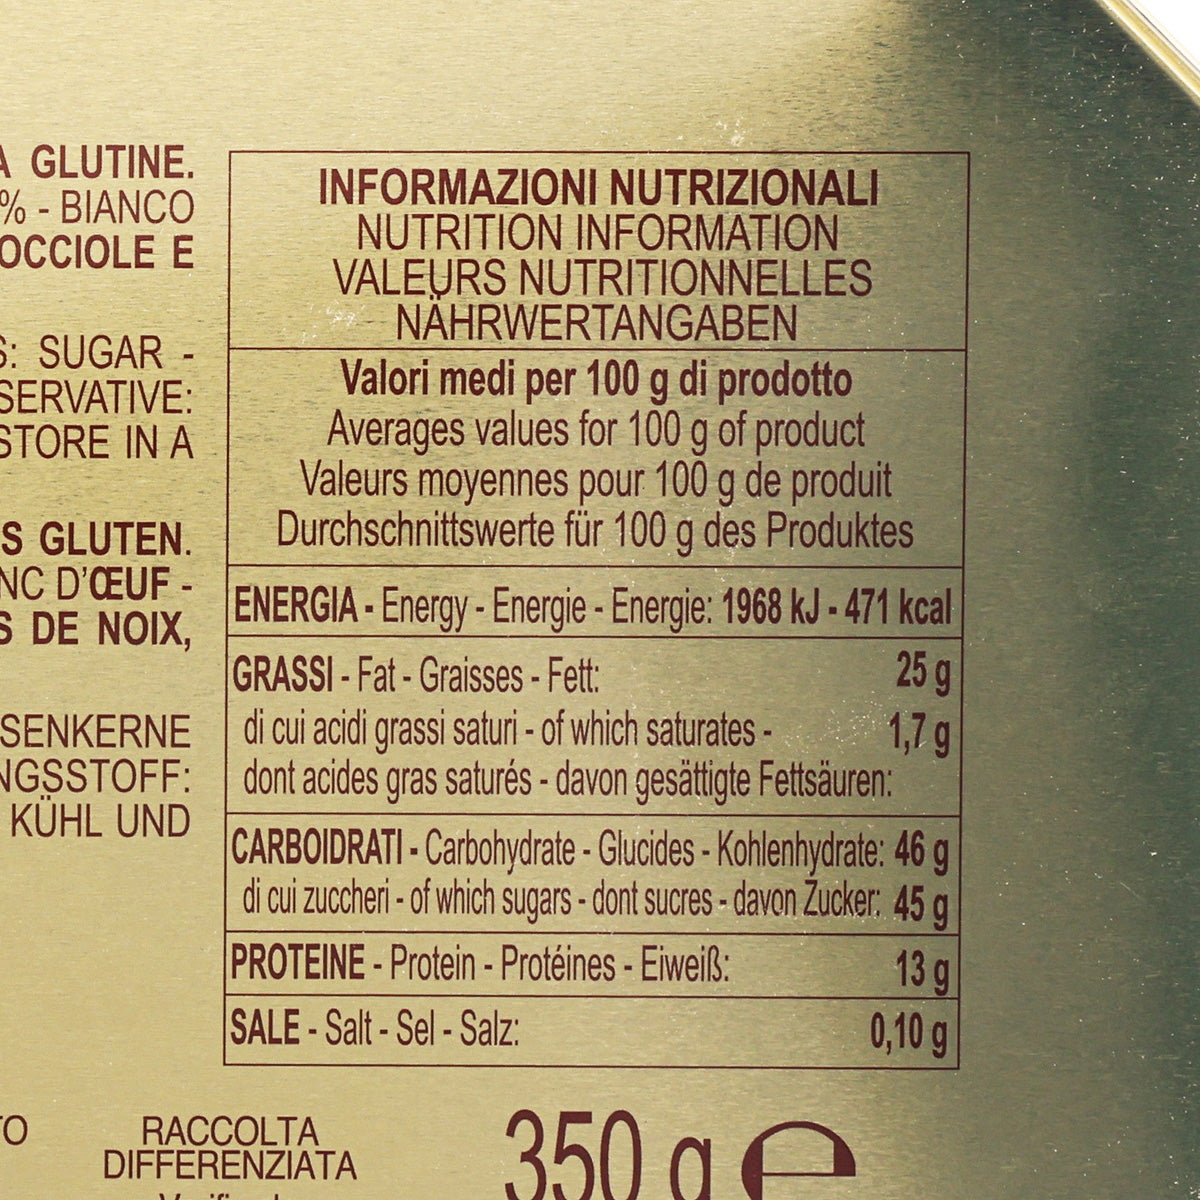 A GLUTINE.
% - BIANCO
OCCIOLE E
S: SUGAR -
SERVATIVE:
STORE IN A
S GLUTEN.
NC D'ŒUF -
S DE NOIX,
SENKERNE
NGSSTOFF:
KÜHL UND
INFORMAZIONI NUTRIZIONALI
NUTRITION INFORMATION
VALEURS NUTRITIONNELLES
NÄHRWERTANGABEN
Valori medi per 100 g di prodotto
Averages values for 100 g of product
Valeurs moyennes pour 100 g de produit
Durchschnittswerte für 100 g des Produktes
ENERGIA - Energy - Energie - Energie: 1968 kJ - 471 kcal
GRASSI - Fat - Graisses - Fett: 25 g
di cui acidi grassi saturi - of which saturates - 1,7 g
dont acides gras saturés - davon gesättigte Fettsäuren:
CARBOIDRATI - Carbohydrate - Glucides - Kohlenhydrate: 46 g
di cui zuccheri - of which sugars - dont sucres - davon Zucker: 45 g
PROTEINE - Protein - Protéines - Eiweiß: 13 g
SALE - Salt - Sel - Salz: 0,10 g
TO
RACCOLTA
DIFFERENZIATA
350 g e